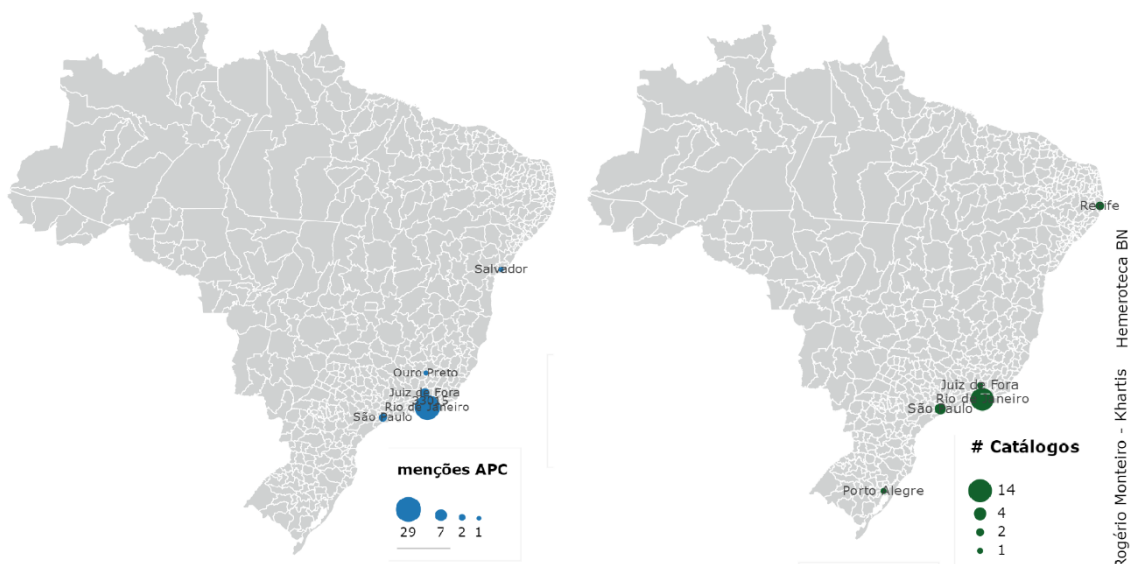 Salvador
Ouro Preto
Juiz de Fora
Rio de Janeiro
São Paulo
menções APC
29 7 2 1
Recife
Juiz de Fora
Rio de Janeiro
São Paulo
Porto Alegre
# Catálogos
14
4
2
1
Rogério Monteiro - Khartis Hemeroteca BN